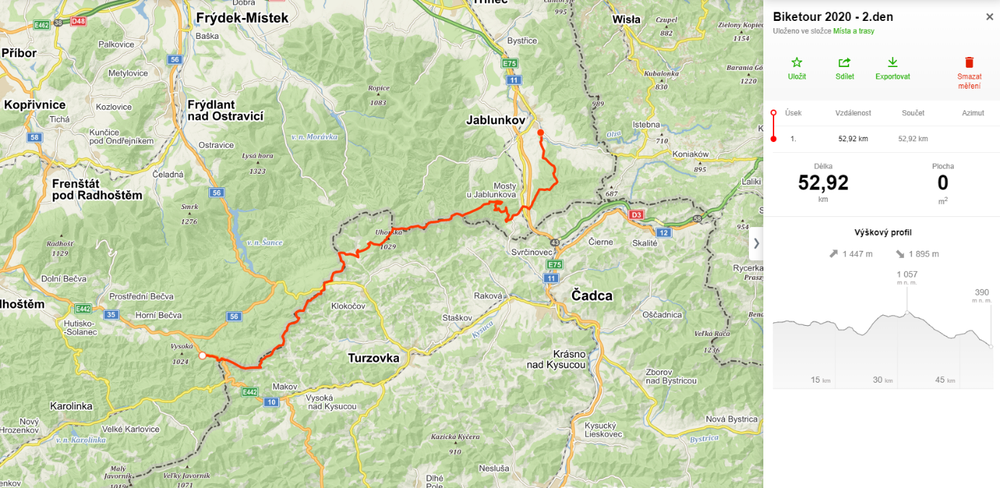 Dobra
Třinec
Čantoryje
995
E462
38
D48
Frýdek-Místek
Wisła
Czupel
882
Zielony Kopiec
1154
Baška
Bystřice
Příbor
Palkovice
56
E75
Metylovice
11
Kubalonka
830
Barania Góra
1220
Ropice
1083
989
Kopřivnice
Kozlovice
Frýdlant
nad Ostravicí
Tichá
Jablunkov
Istebna
710
58
Kunčice
pod Ondřejníkem
v. n. Morávka
Olza
Ostravice
Lysá hora
1323
Koniaków
895
Čeladná
Laliki
Frenštát
pod Radhoštěm
56
Mosty
u Jablunkova
687
Smrk
1276
D3
58
954
Uhorska
1029
12
Radhošť
1129
v. n. Šance
43
Čierne
Skalité
Svrčinovec
E75
11
Rycerka
Dolní Bečva
Prostřední Bečva
Raková
Čadca
E442
35
Horní Bečva
56
Klokočov
Oščadnica
Hutisko-
-Solanec
Staškov
Kysuca
Veľká Rača
1236
Vysoká
1024
Turzovka
Krásno
nad Kysucou
Zborov
nad Bystricou
Makov
E442
10
Vysoká
nad Kysucou
Karolinka
Nový
Hrozenkov
Velké Karlovice
Kysucký
Lieskovec
Nová Bystrica
v. n. Karolinka
Kazická Kýčera
910
Bystrica
Malý
Javorník
1019
Veľký Javorník
1071
Nesluša
Dlhé
Pole
Biketour 2020 - 2.den
Uloženo ve složce Místa a trasy
Uložit
Sdílet
Exportovat
Smazat
měření
Úsek Vzdálenost Součet Azimut
1. 52,92 km 52,92 km
Délka Plocha
52,92 0
km m2
Výškový profil
1 447 m 1 895 m
1 057
m n. m.
390
m n. m.
15 km 30 km 45 km